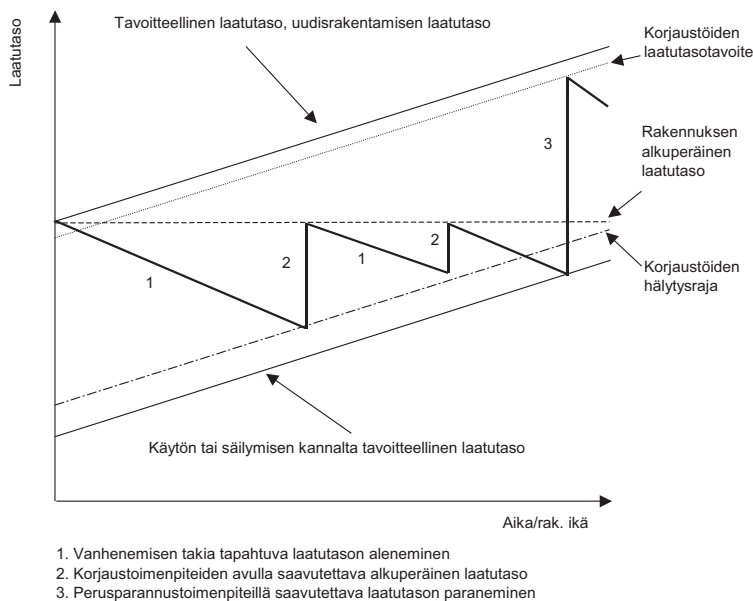 Laatutaso
Tavoitteellinen laatutaso, uudisrakentamisen laatutaso
Korjaustöiden
laatutasotavoite
3
Rakennuksen
alkuperäinen
laatutaso
1
2
1
2
Korjaustöiden
hälytysraja
Käytön tai säilymisen kannalta tavoitteellinen laatutaso
Aika/rak. ikä
1. Vanhenemisen takia tapahtuva laatutason aleneminen
2. Korjaustoimenpiteiden avulla saavutettava alkuperäinen laatutaso
3. Perusparannustoimenpiteillä saavutettava laatutason paraneminen